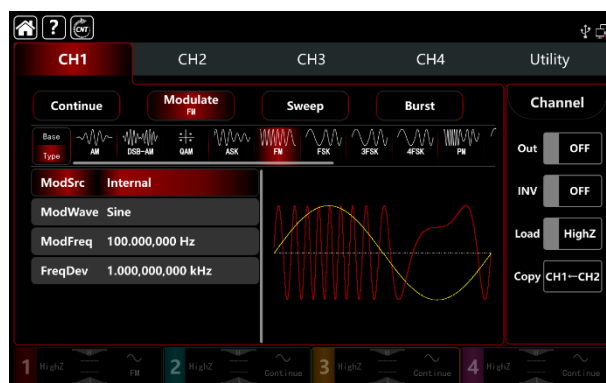 ? CNT
CH1 CH2 CH3 CH4 Utility
Continue Modulate FM Sweep Burst Channel
Base Type AM DSB-AM QAM ASK FM FSK 3FSK 4FSK PM
Out OFF
ModSrc Internal
INV OFF
ModWave Sine
ModFreq 100.000,000 Hz
Load HighZ
FreqDev 1.000,000,000 kHz
Copy CH1←CH2
1 HighZ FM 2 HighZ Continue 3 HighZ Continue 4 HighZ Continue